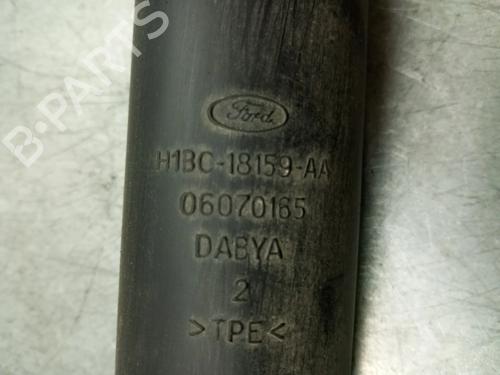 B-PARTS
Ford
H1BC-18159-AA
06070165
DABYA
2
>TPE<